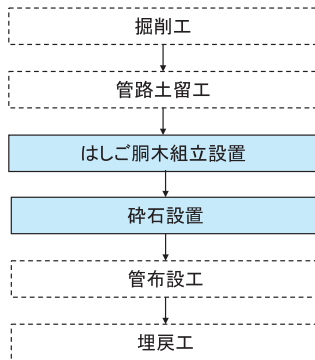 掘削工
管路土留工
はしご胴木組立設置
砕石設置
管布設工
埋戻工